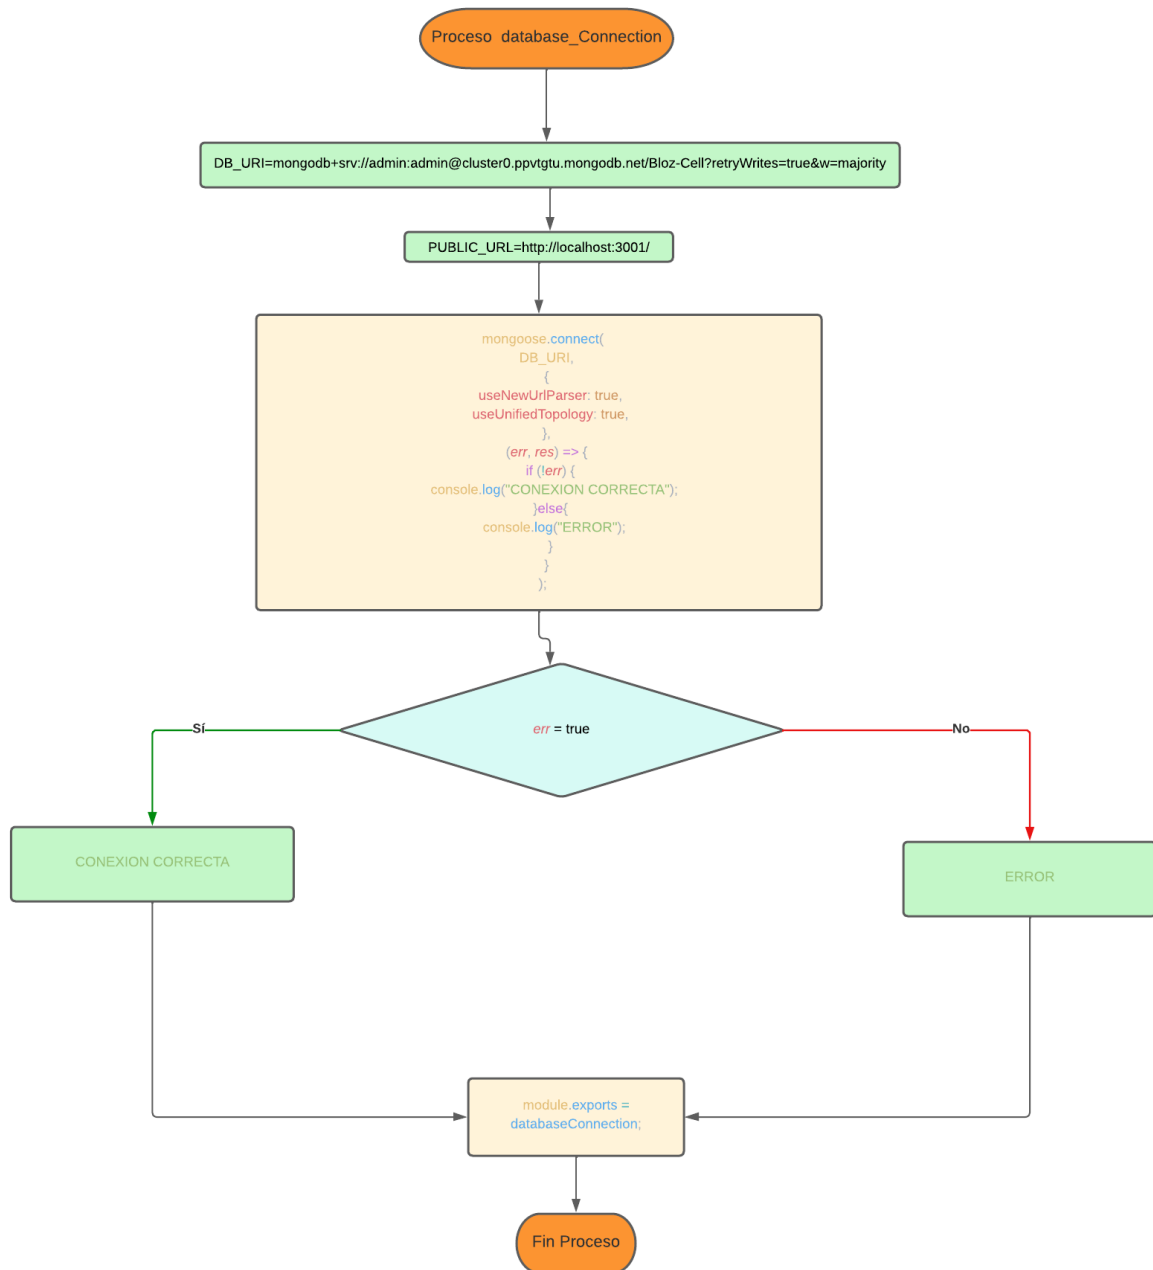 Proceso database_Connection
DB_URI=mongodb+srv://admin:admin@cluster0.ppvtgtu.mongodb.net/Bloz-Cell?retryWrites=true&w=majority
PUBLIC_URL=http://localhost:3001/
mongoose.connect(
DB_URI,
{
useNewUrlParser: true,
useUnifiedTopology: true,
},
(err, res) => {
if (!err) {
console.log("CONEXION CORRECTA");
}else{
console.log("ERROR");
}
}
);
err = true
Sí
No
CONEXION CORRECTA
ERROR
module.exports =
databaseConnection;
Fin Proceso